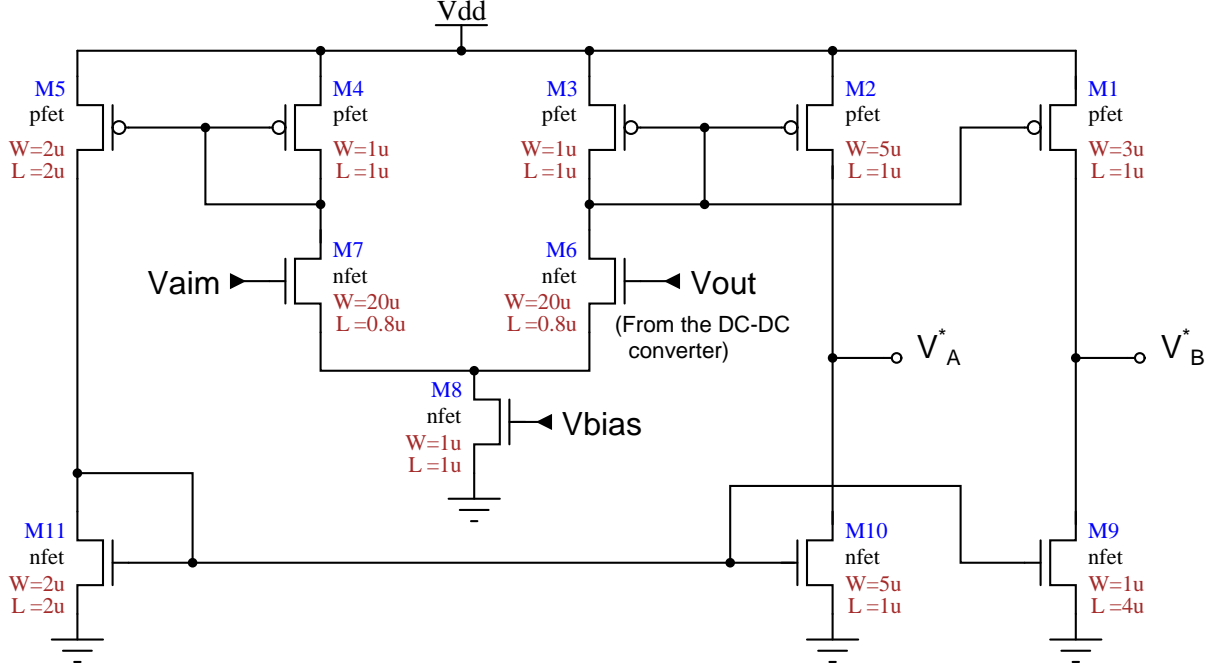 Vdd
M5
pfet
W=2u
L=2u
M4
pfet
W=1u
L=1u
M3
pfet
W=1u
L=1u
M2
pfet
W=5u
L=1u
M1
pfet
W=3u
L=1u
Vaim
M7
nfet
W=20u
L=0.8u
M6
nfet
W=20u
L=0.8u
Vout
(From the DC-DC
converter)
V*A
V*B
M8
nfet
W=1u
L=1u
Vbias
M11
nfet
W=2u
L=2u
M10
nfet
W=5u
L=1u
M9
nfet
W=1u
L=4u